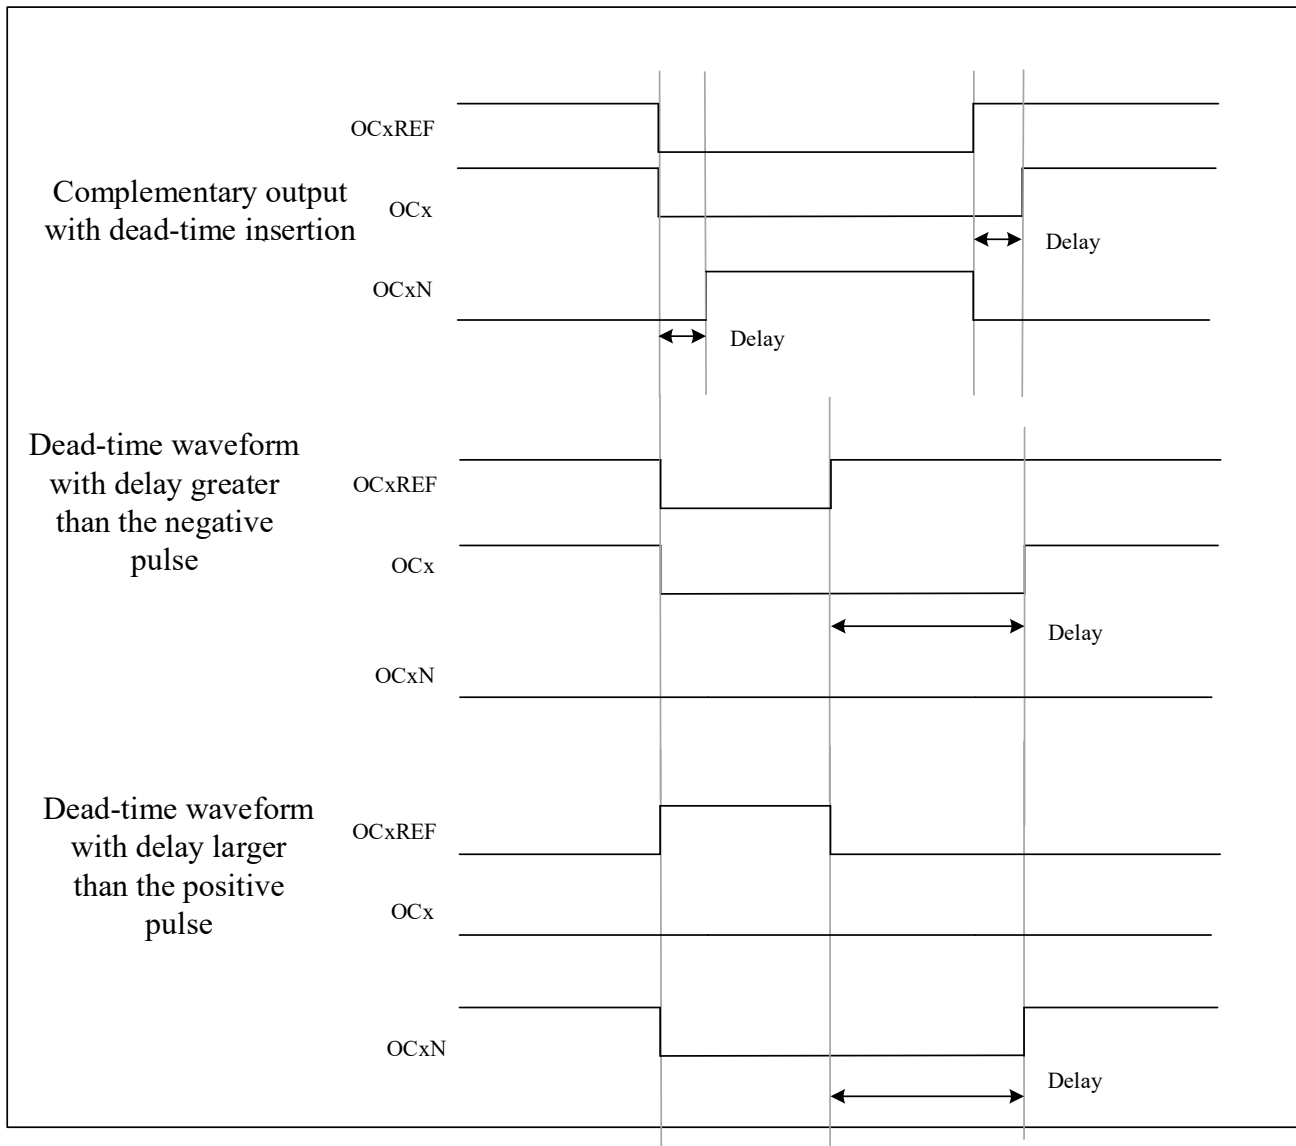 OCxREF
Complementary output
with dead-time insertion
OCx
Delay
OCxN
Delay
Dead-time waveform
with delay greater
than the negative
pulse
OCxREF
OCx
Delay
OCxN
Dead-time waveform
with delay larger
than the positive
pulse
OCxREF
OCx
OCxN
Delay